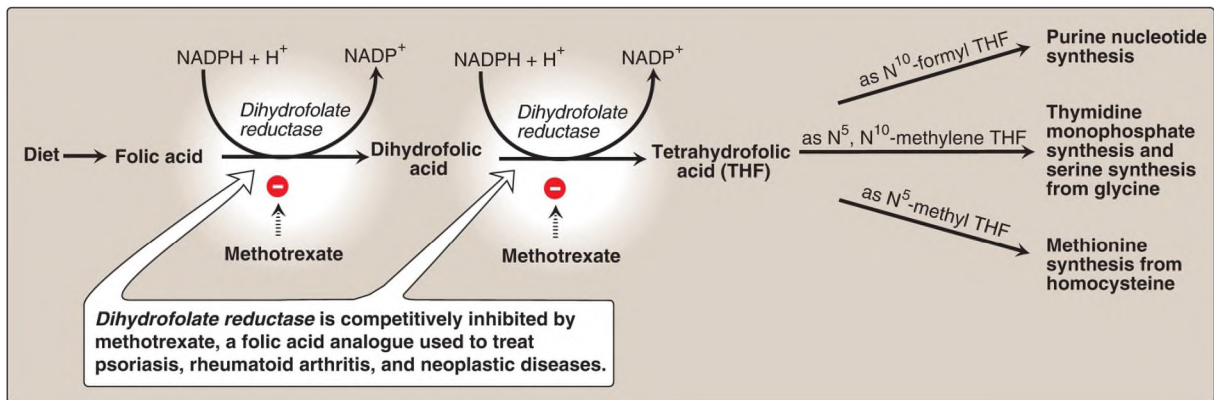 NADPH + H⁺
NADP⁺
Dihydrofolate
reductase
NADPH + H⁺
NADP⁺
Dihydrofolate
reductase
Diet
Folic acid
Dihydrofolic
acid
Tetrahydrofolic
acid (THF)
Methotrexate
Methotrexate
as N¹⁰-formyl THF
Purine nucleotide
synthesis
as N⁵, N¹⁰-methylene THF
Thymidine
monophosphate
synthesis and
serine synthesis
from glycine
as N⁵-methyl THF
Methionine
synthesis from
homocysteine
Dihydrofolate reductase is competitively inhibited by
methotrexate, a folic acid analogue used to treat
psoriasis, rheumatoid arthritis, and neoplastic diseases.